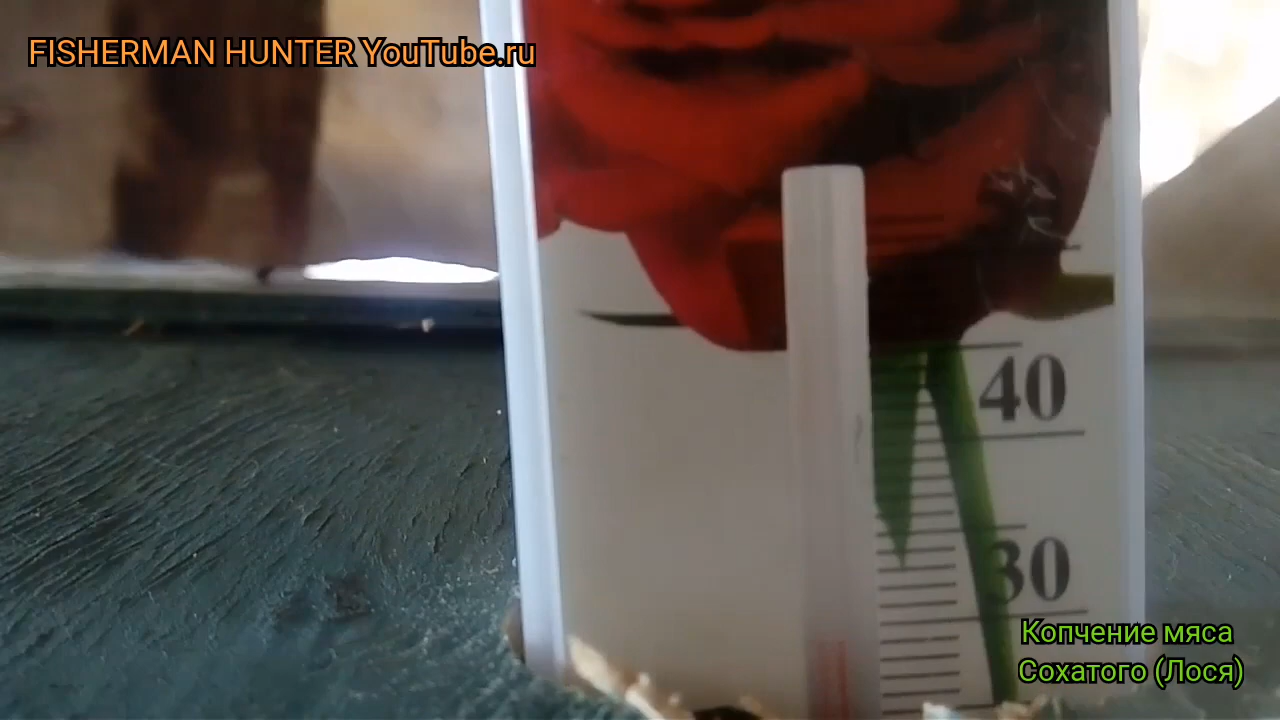 FISHERMAN HUNTER YouTube.ru
40
30
Копчение мяса
Сохатого (Лося)